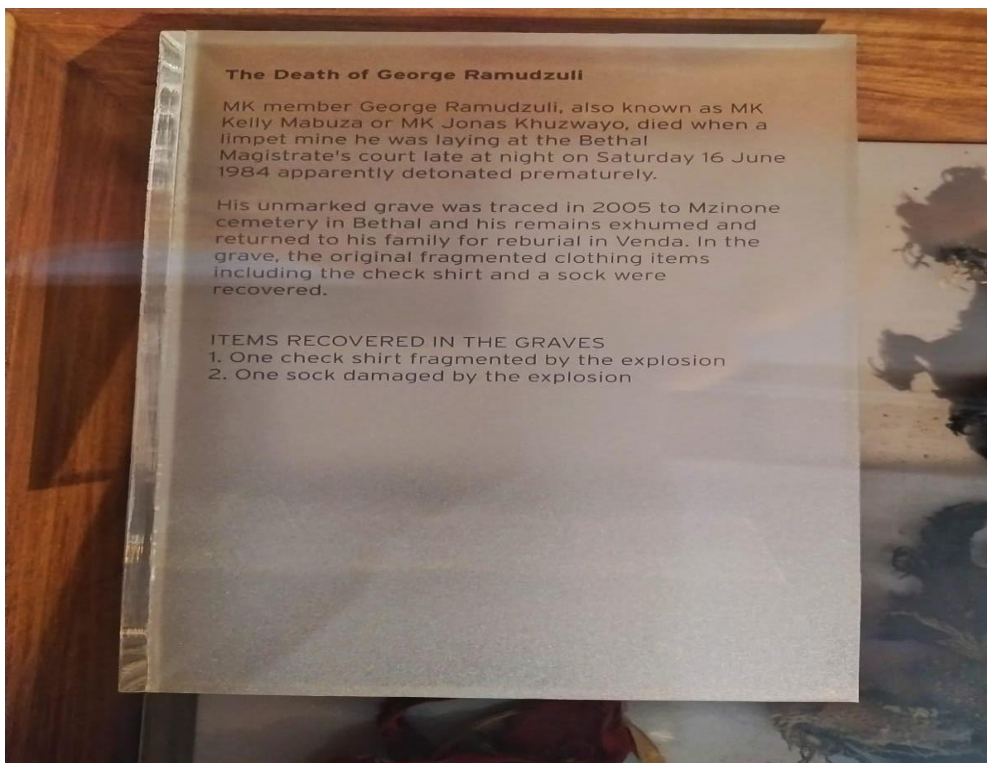 The Death of George Ramudzuli
MK member George Ramudzuli, also known as MK
Kelly Mabuza or MK Jonas Khuzwayo, died when a
limpet mine he was laying at the Bethal
Magistrate's court late at night on Saturday 16 June
1984 apparently detonated prematurely.
His unmarked grave was traced in 2005 to Mzinone
cemetery in Bethal and his remains exhumed and
returned to his family for reburial in Venda. In the
grave, the original fragmented clothing items
including the check shirt and a sock were
recovered.
ITEMS RECOVERED IN THE GRAVES
1. One check shirt fragmented by the explosion
2. One sock damaged by the explosion